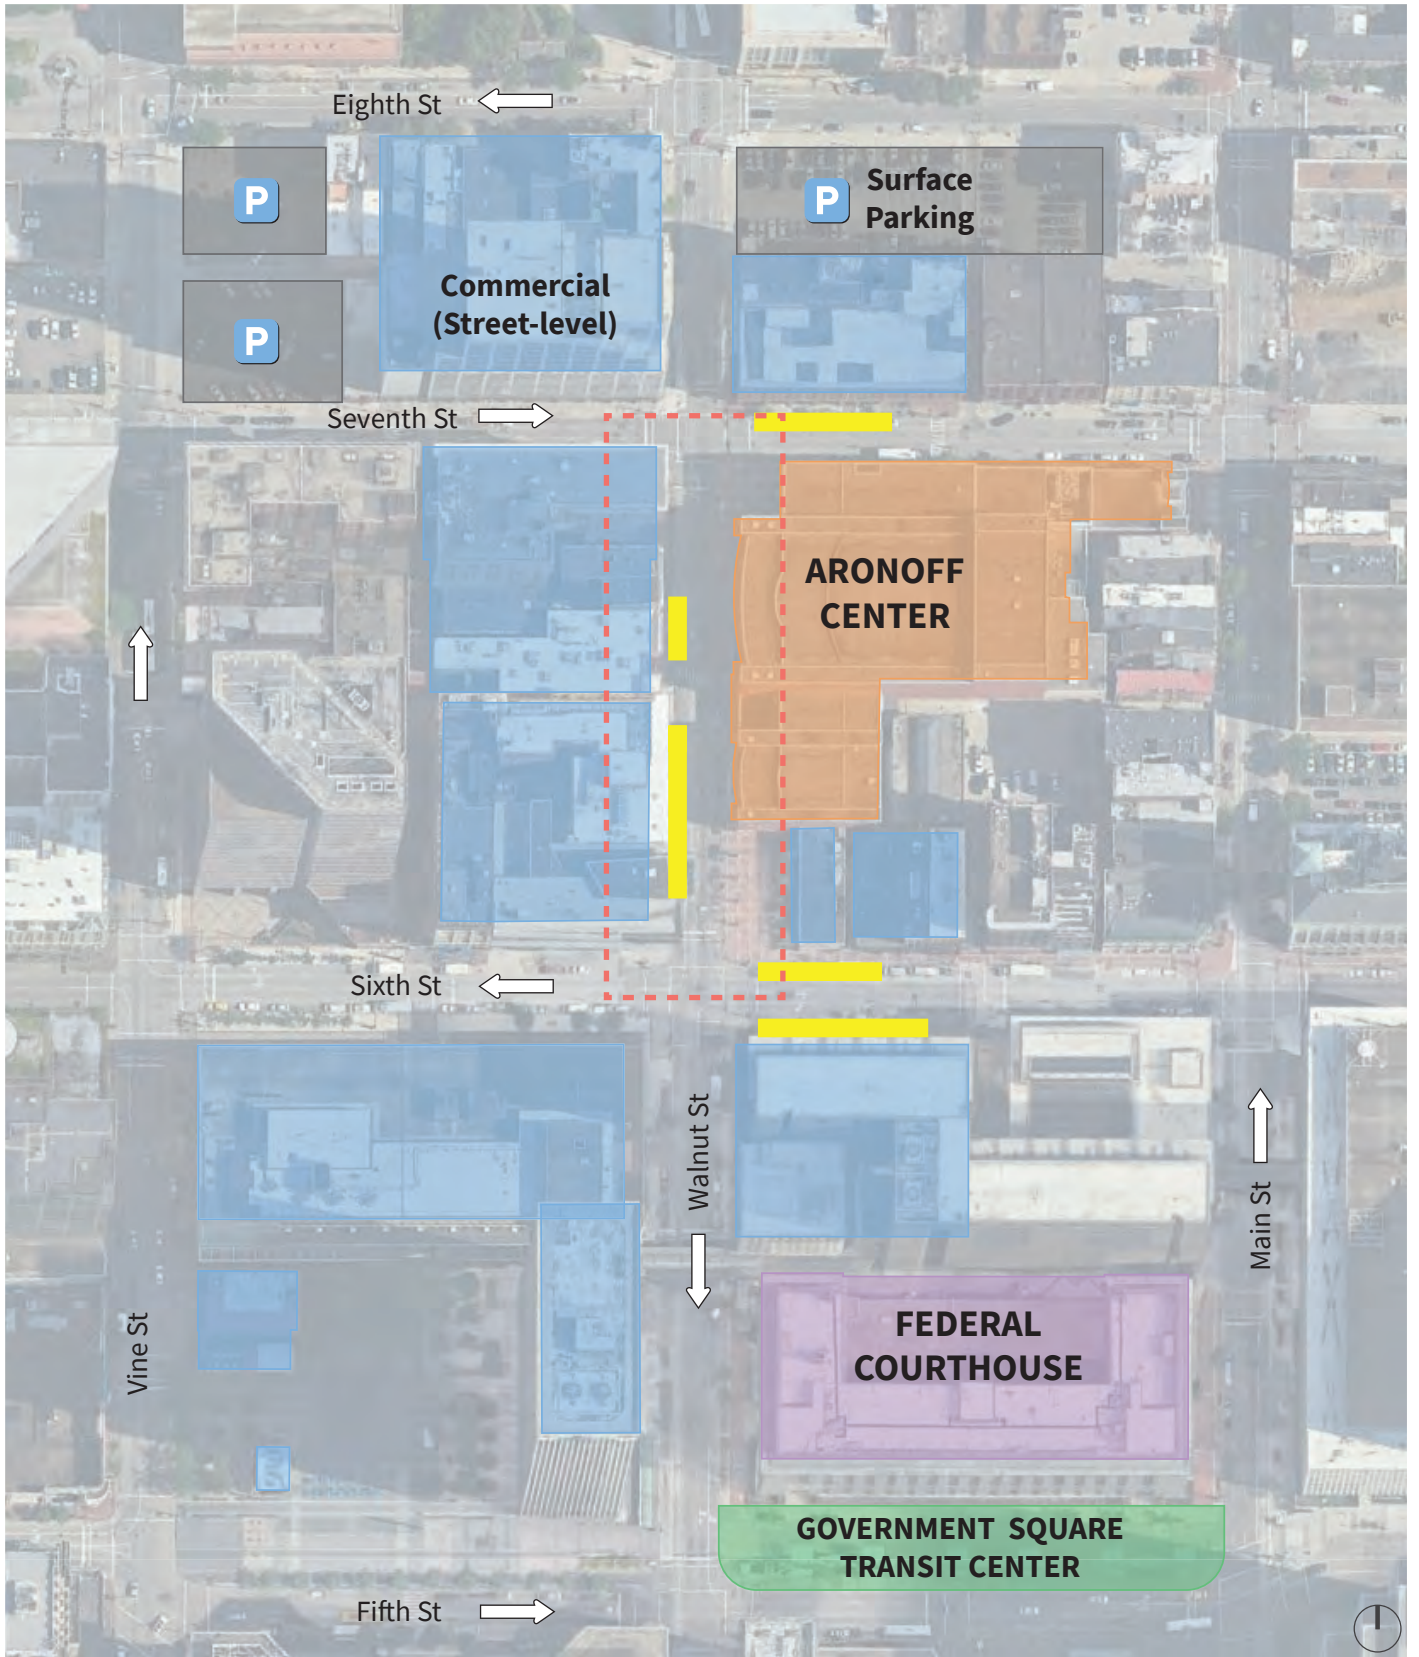 Eighth St
P
P
Surface
Parking
Commercial
(Street-level)
P
Seventh St
ARONOFF
CENTER
Sixth St
Walnut St
Main St
Vine St
FEDERAL
COURTHOUSE
GOVERNMENT SQUARE
TRANSIT CENTER
Fifth St